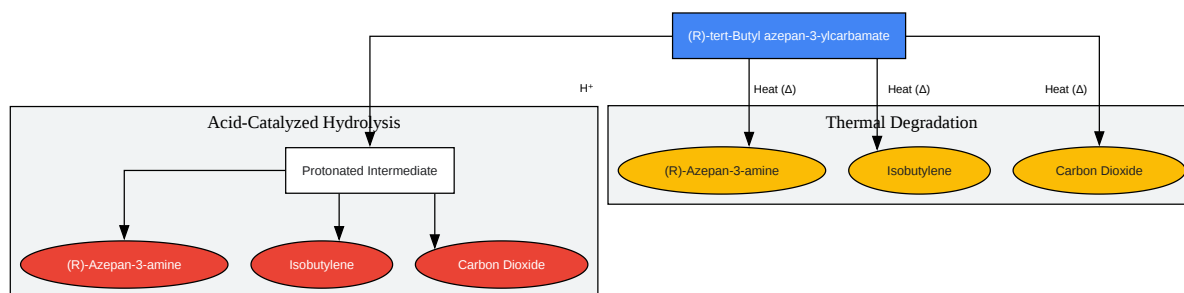 (R)-tert-Butyl azepan-3-ylcarbamate
H⁺
Heat (Δ)
Heat (Δ)
Heat (Δ)
Acid-Catalyzed Hydrolysis
Thermal Degradation
Protonated Intermediate
(R)-Azepan-3-amine
Isobutylene
Carbon Dioxide
(R)-Azepan-3-amine
Isobutylene
Carbon Dioxide